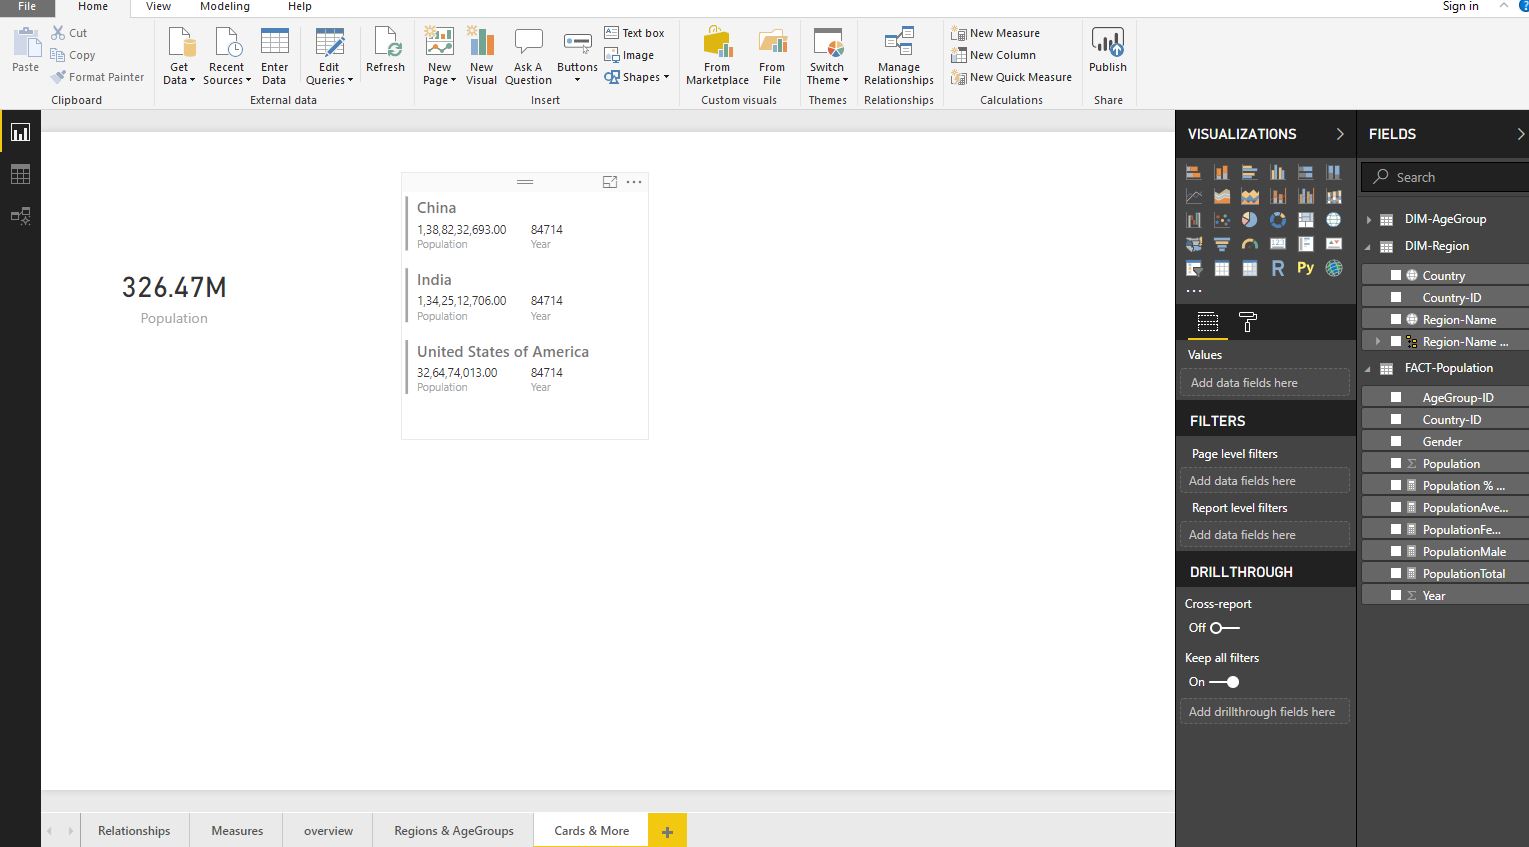 File Home View Modeling Help Sign in ?
Paste
Cut
Copy
Format Painter
Clipboard
Get Data
Recent Sources
Enter Data
Edit Queries
Refresh
External data
New Page
New Visual
Ask A Question
Buttons
Text box
Image
Shapes
Insert
From Marketplace
From File
Custom visuals
Switch Theme
Themes
Manage Relationships
Relationships
New Measure
New Column
New Quick Measure
Calculations
Publish
Share
326.47M
Population
China
1,38,82,32,693.00 84714
Population Year
India
1,34,25,12,706.00 84714
Population Year
United States of America
32,64,74,013.00 84714
Population Year
VISUALIZATIONS
R Py
Values
Add data fields here
FILTERS
Page level filters
Add data fields here
Report level filters
Add data fields here
DRILLTHROUGH
Cross-report
Off
Keep all filters
On
Add drillthrough fields here
FIELDS
Search
DIM-AgeGroup
DIM-Region
Country
Country-ID
Region-Name
Region-Name ...
FACT-Population
AgeGroup-ID
Country-ID
Gender
Σ Population
Population % ...
PopulationAve...
PopulationFe...
PopulationMale
PopulationTotal
Σ Year
Relationships Measures overview Regions & AgeGroups Cards & More +